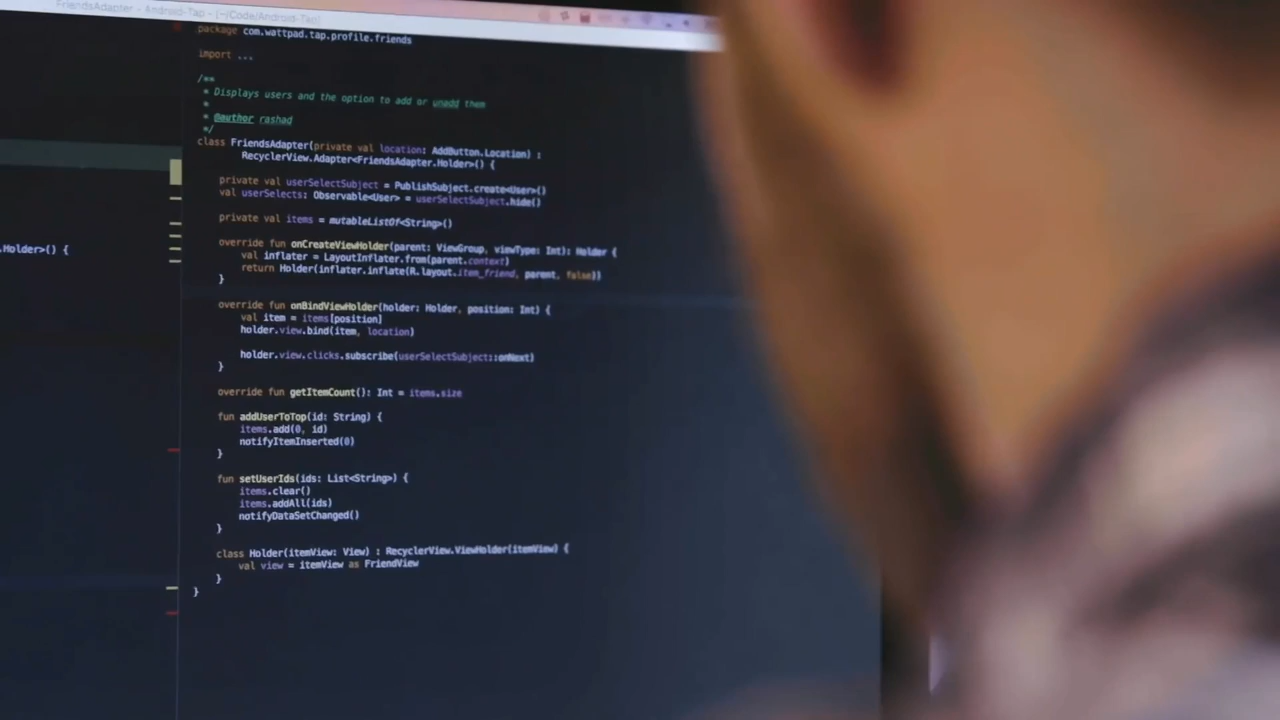 FriendsAdapter - Android-Tap - (~/Code/Android-Tap)
package com.wattpad.tap.profile.friends
import ...
/**
* Displays users and the option to add or unadd them
*
* @author rashad
*/
class FriendsAdapter(private val location: AddButton.Location) :
RecyclerView.Adapter<FriendsAdapter.Holder>() {
private val userSelectSubject = PublishSubject.create<User>()
val userSelects: Observable<User> = userSelectSubject.hide()
private val items = mutableListOf<String>()
override fun onCreateViewHolder(parent: ViewGroup, viewType: Int): Holder {
.Holder>() {
val inflater = LayoutInflater.from(parent.context)
return Holder(inflater.inflate(R.layout.item_friend, parent, false))
}
override fun onBindViewHolder(holder: Holder, position: Int) {
val item = items[position]
holder.view.bind(item, location)
holder.view.clicks.subscribe(userSelectSubject::onNext)
}
override fun getItemCount(): Int = items.size
fun addUserToTop(id: String) {
items.add(0, id)
notifyItemInserted(0)
}
fun setUserIds(ids: List<String>) {
items.clear()
items.addAll(ids)
notifyDataSetChanged()
}
class Holder(itemView: View) : RecyclerView.ViewHolder(itemView) {
val view = itemView as FriendView
}
}